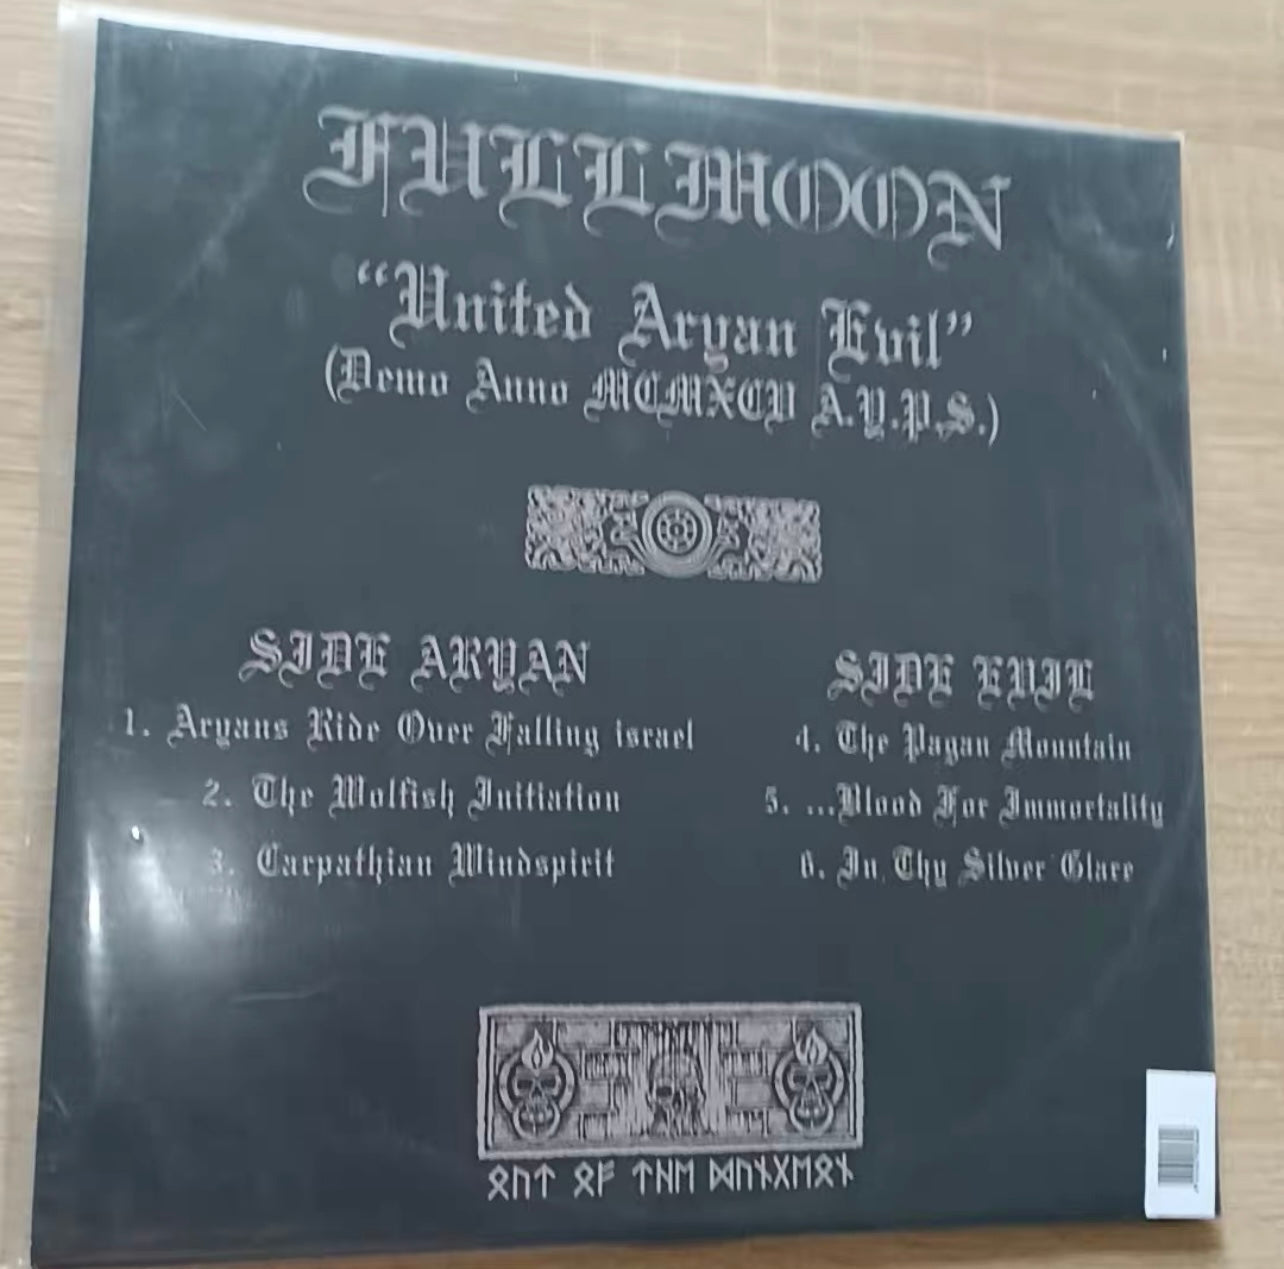 FULLMOON
“United Aryan Evil”
(Demo Anno MCMXCV A.Y.P.S.)
SIDE ARYAN
1. Aryans Ride Over Falling israel
2. The Wolfish Initiation
3. Carpathian Windspirit
SIDE EVIL
4. The Pagan Mountain
5. ...Blood For Immortality
6. In Thy Silver Glare
ᛟᚢᛏ ᛟᚠ ᛏᚺᛖ ᛞᚢᚾᚷᛖᛟᚾ